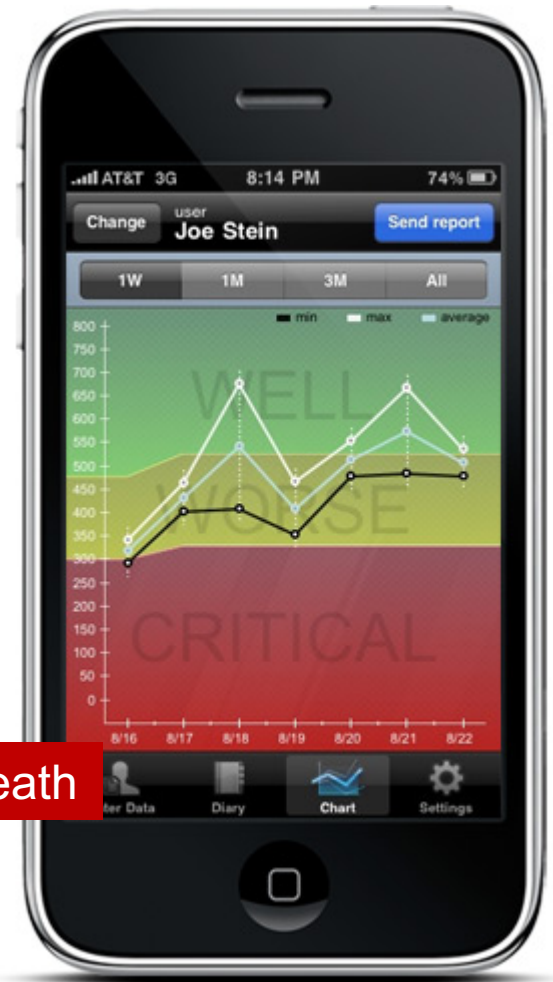 AT&T 3G 8:14 PM 74%
Change user Joe Stein Send report
1W 1M 3M All
min max average
800
750
700
650
600
550
500
450
400
350
300
250
200
150
100
50
0
WELL
WORSE
CRITICAL
8/16 8/17 8/18 8/19 8/20 8/21 8/22
eath
ter Data Diary Chart Settings